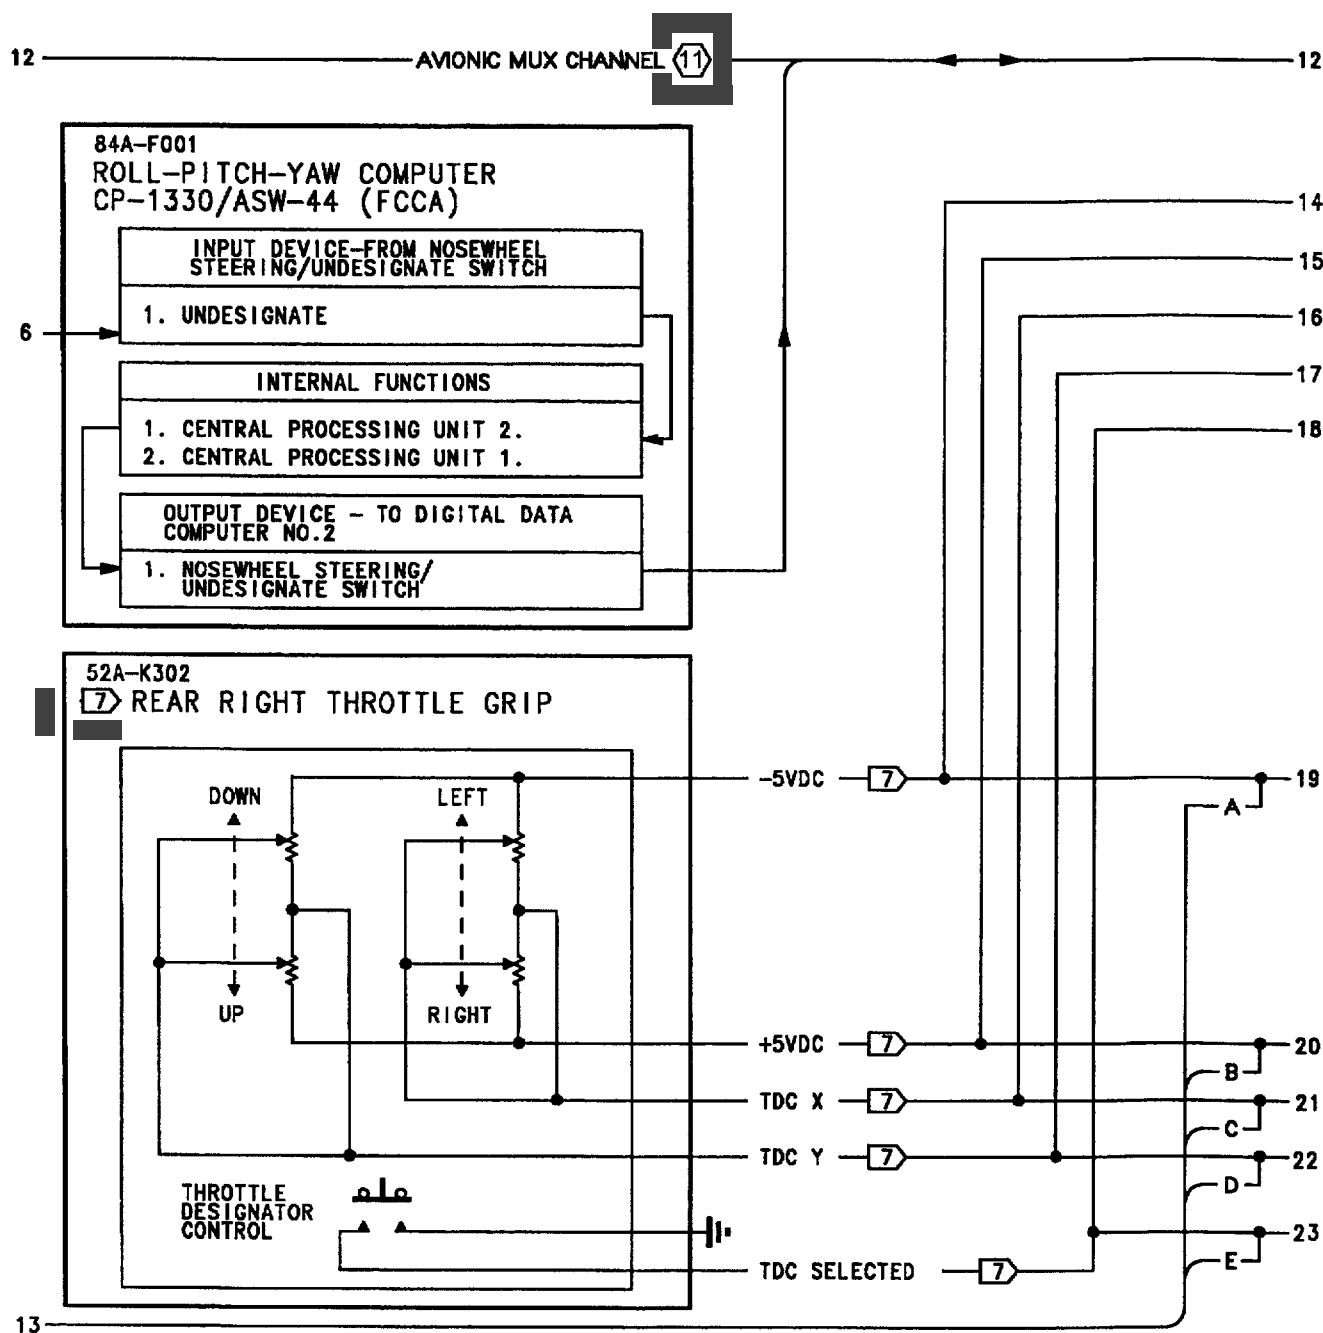 12 AVIONIC MUX CHANNEL 11 12
84A-F001
ROLL-PITCH-YAW COMPUTER
CP-1330/ASW-44 (FCCA)
14
INPUT DEVICE-FROM NOSEWHEEL
STEERING/UNDESIGNATE SWITCH
15
1. UNDESIGNATE
16
6
INTERNAL FUNCTIONS
17
1. CENTRAL PROCESSING UNIT 2.
18
2. CENTRAL PROCESSING UNIT 1.
OUTPUT DEVICE - TO DIGITAL DATA
COMPUTER NO.2
1. NOSEWHEEL STEERING/
UNDESIGNATE SWITCH
52A-K302
7 REAR RIGHT THROTTLE GRIP
-5VDC 7 19
DOWN LEFT A
UP RIGHT
+5VDC 7 20
B
TDC X 7 21
C
TDC Y 7 22
D
THROTTLE
DESIGNATOR
CONTROL
23
E
TDC SELECTED 7
13